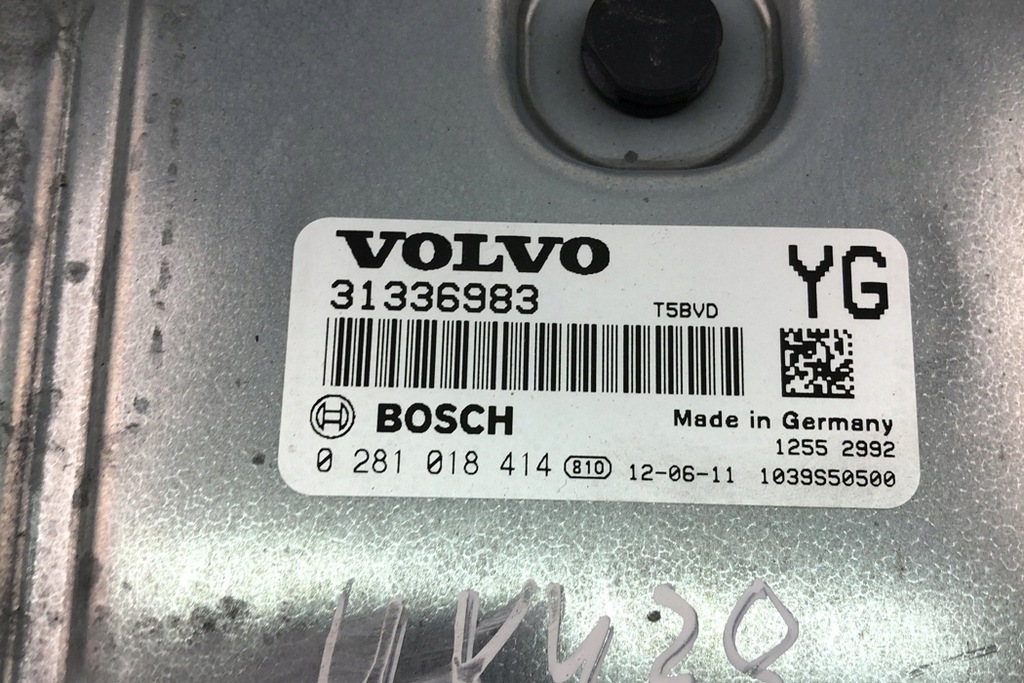 VOLVO
31336983
T5BVD
YG
BOSCH
Made in Germany
1255 2992
0 281 018 414 810 12-06-11 1039S50500